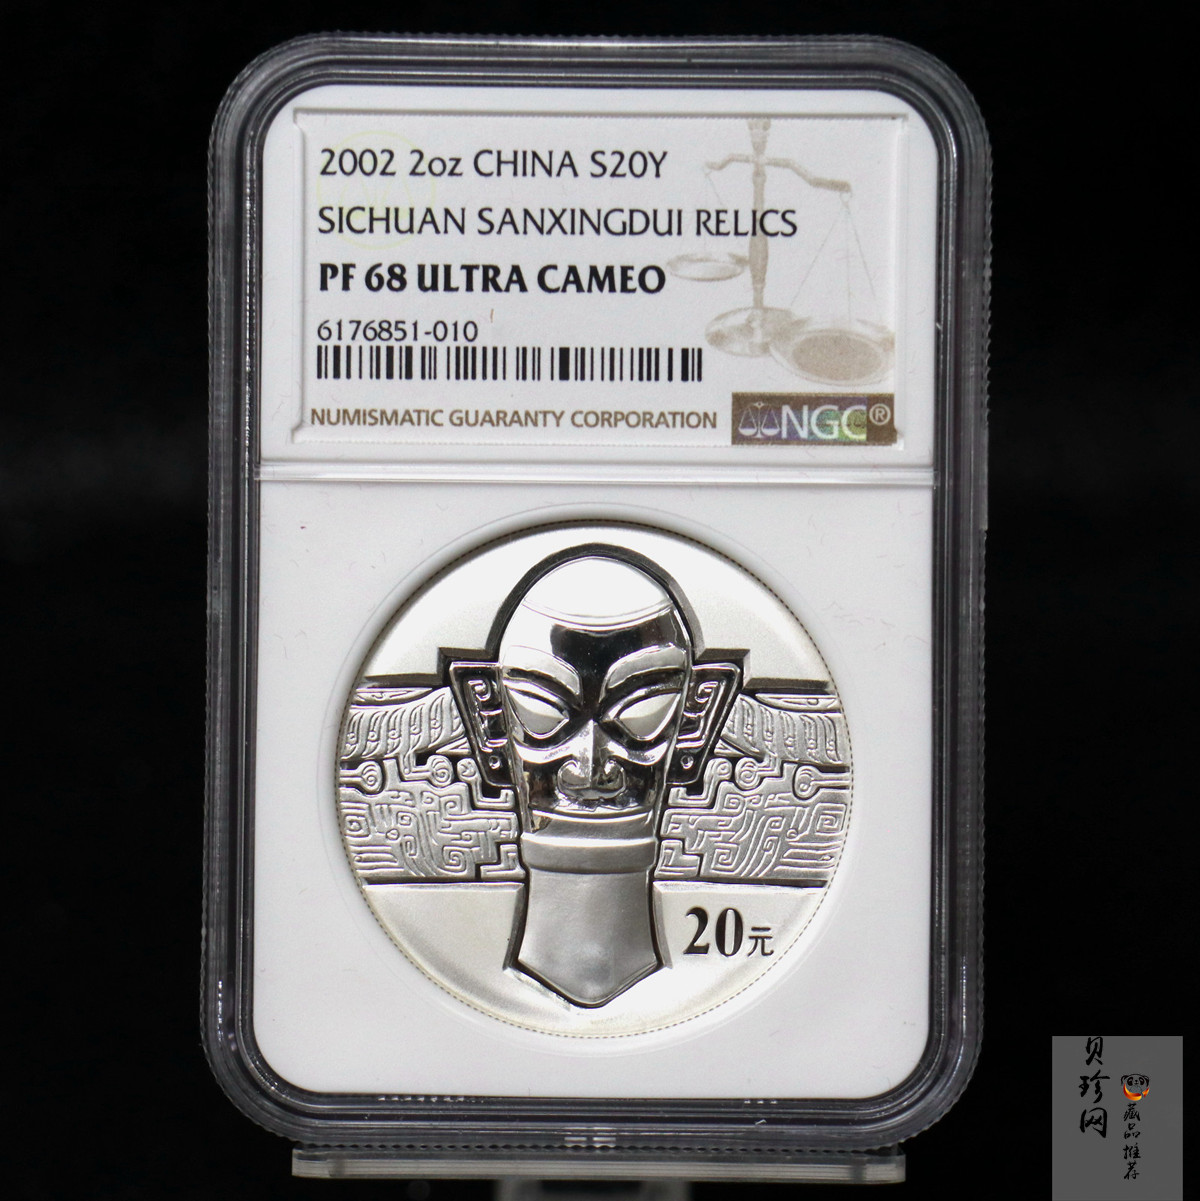 2002 2oz CHINA S20Y
SICHUAN SANXINGDUI RELICS
PF 68 ULTRA CAMEO
6176851-010
NUMISMATIC GUARANTY CORPORATION
NGC®
20元
贝珍网
藏品推荐